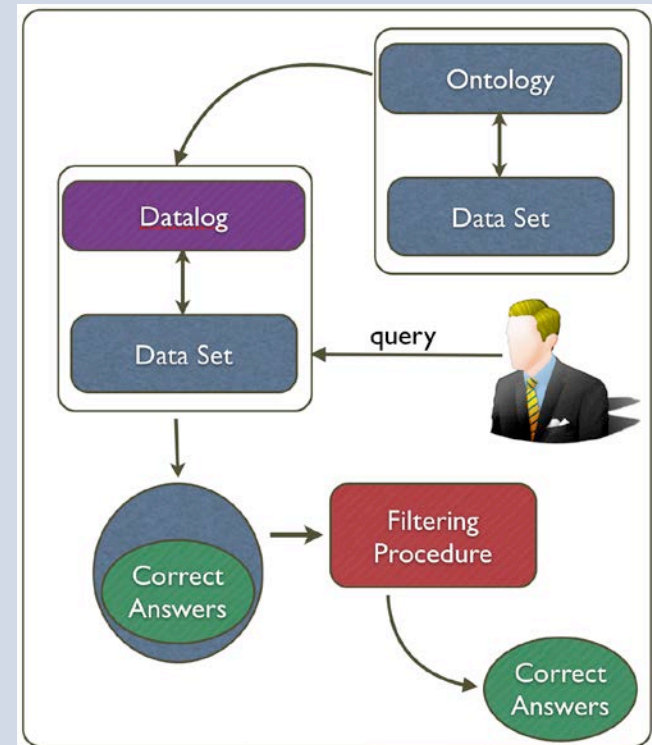 Ontology
Data Set
Datalog
Data Set
query
Correct
Answers
Filtering
Procedure
Correct
Answers